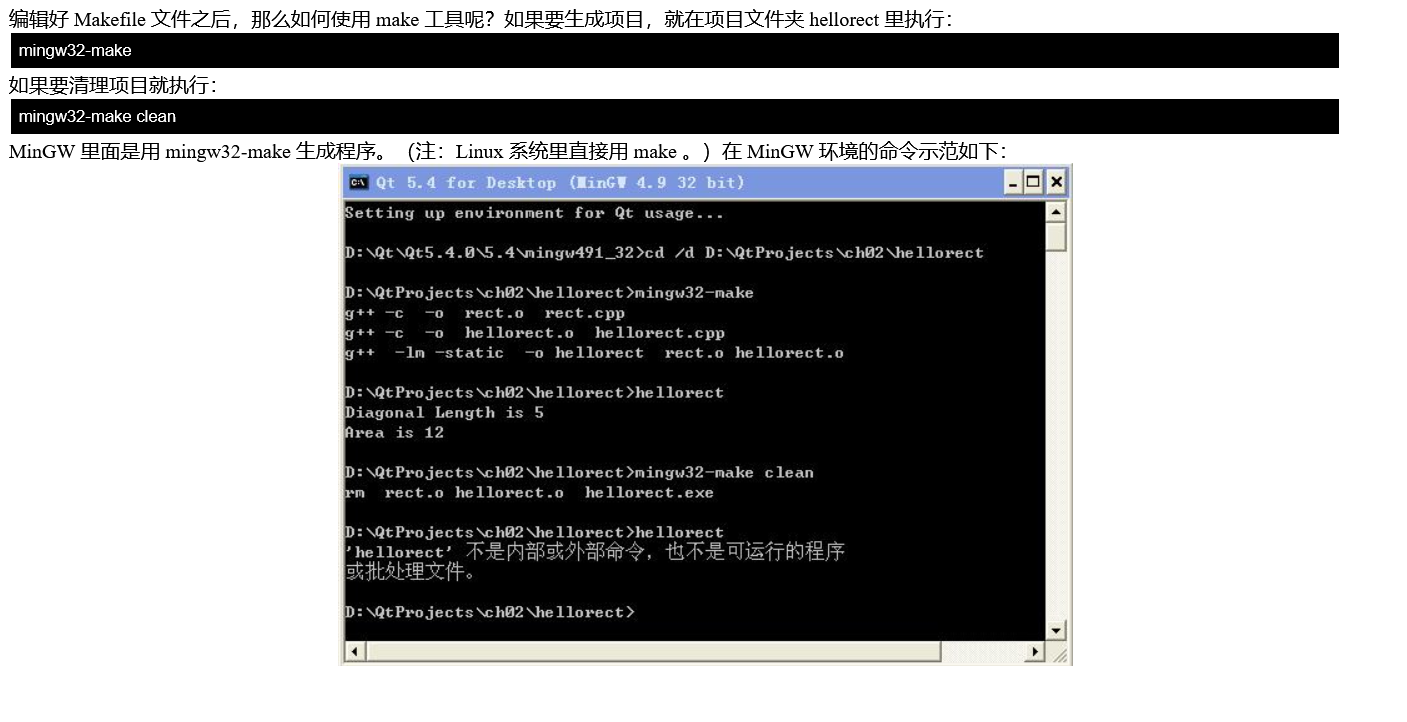 编辑好 Makefile 文件之后，那么如何使用 make 工具呢？如果要生成项目，就在项目文件夹 hellorect 里执行：
mingw32-make
如果要清理项目就执行：
mingw32-make clean
MinGW 里面是用 mingw32-make 生成程序。（注：Linux 系统里直接用 make 。）在 MinGW 环境的命令示范如下：
Qt 5.4 for Desktop (MinGW 4.9 32 bit)
Setting up environment for Qt usage...
D:\Qt\Qt5.4.0\5.4\mingw491_32>cd /d D:\QtProjects\ch02\hellorect
D:\QtProjects\ch02\hellorect>mingw32-make
g++ -c  -o  rect.o  rect.cpp
g++ -c  -o  hellorect.o  hellorect.cpp
g++  -lm -static  -o hellorect  rect.o hellorect.o
D:\QtProjects\ch02\hellorect>hellorect
Diagonal Length is 5
Area is 12
D:\QtProjects\ch02\hellorect>mingw32-make clean
rm  rect.o hellorect.o  hellorect.exe
D:\QtProjects\ch02\hellorect>hellorect
'hellorect' 不是内部或外部命令，也不是可运行的程序
或批处理文件。
D:\QtProjects\ch02\hellorect>